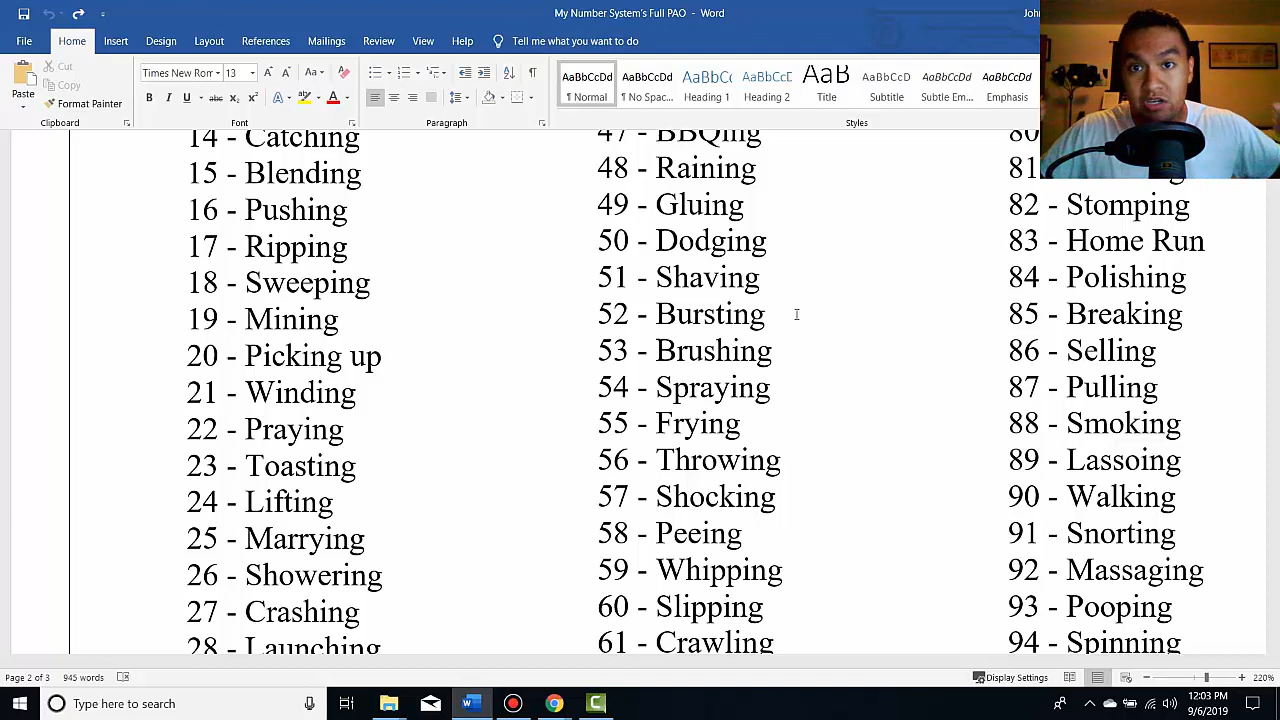 My Number System's Full PAO - Word
File Home Insert Design Layout References Mailings Review View Help Tell me what you want to do
Cut
Copy
Format Painter
Paste
Clipboard
Times New Ron 13
Font
Paragraph
AaBbCcDd AaBbCcDd AaBbCc AaBbCcD AaB AaBbCcD AaBbCcDd AaBbCcDd
¶ Normal ¶ No Spac... Heading 1 Heading 2 Title Subtitle Subtle Em... Emphasis
Styles
14 - Catching
15 - Blending
16 - Pushing
17 - Ripping
18 - Sweeping
19 - Mining
20 - Picking up
21 - Winding
22 - Praying
23 - Toasting
24 - Lifting
25 - Marrying
26 - Showering
27 - Crashing
28 - Launching
47 - BBQing
48 - Raining
49 - Gluing
50 - Dodging
51 - Shaving
52 - Bursting
53 - Brushing
54 - Spraying
55 - Frying
56 - Throwing
57 - Shocking
58 - Peeing
59 - Whipping
60 - Slipping
61 - Crawling
80
81
82 - Stomping
83 - Home Run
84 - Polishing
85 - Breaking
86 - Selling
87 - Pulling
88 - Smoking
89 - Lassoing
90 - Walking
91 - Snorting
92 - Massaging
93 - Pooping
94 - Spinning
Page 2 of 3 945 words
Display Settings 220%
Type here to search
12:03 PM
9/6/2019